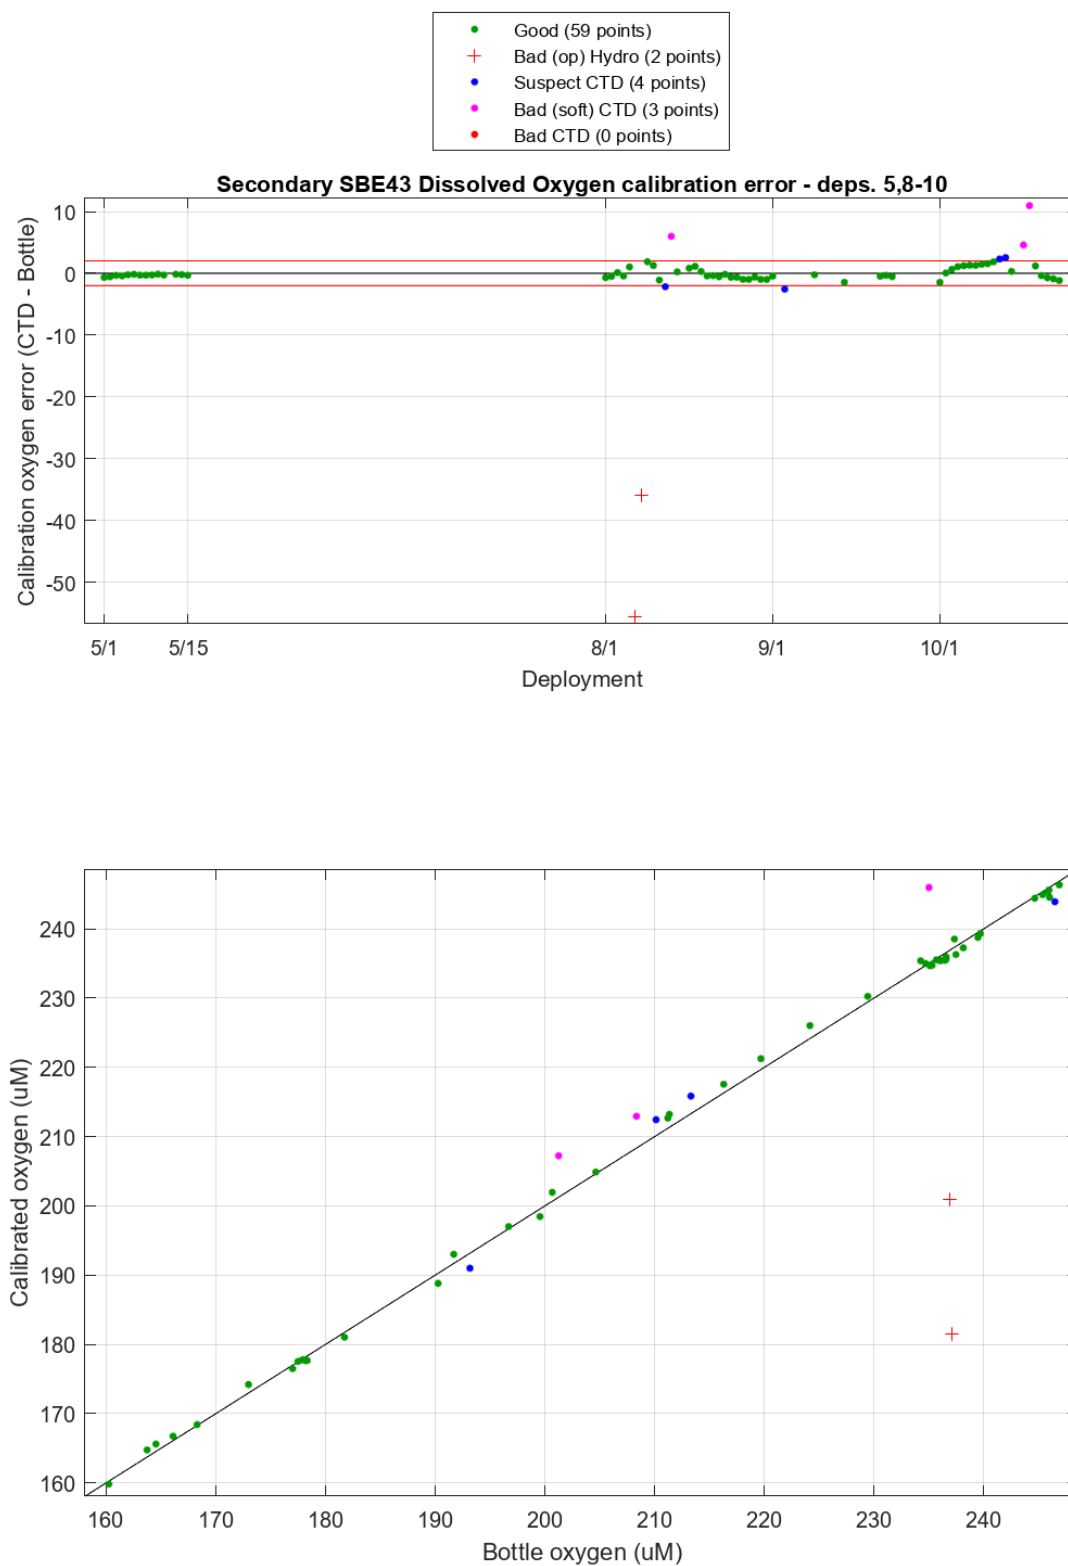 Good (59 points)
Bad (op) Hydro (2 points)
Suspect CTD (4 points)
Bad (soft) CTD (3 points)
Bad CTD (0 points)
Secondary SBE43 Dissolved Oxygen calibration error - deps. 5,8-10
Calibration oxygen error (CTD - Bottle)
10
0
-10
-20
-30
-40
-50
5/1 5/15 8/1 9/1 10/1
Deployment
Calibrated oxygen (uM)
240
230
220
210
200
190
180
170
160
160 170 180 190 200 210 220 230 240
Bottle oxygen (uM)